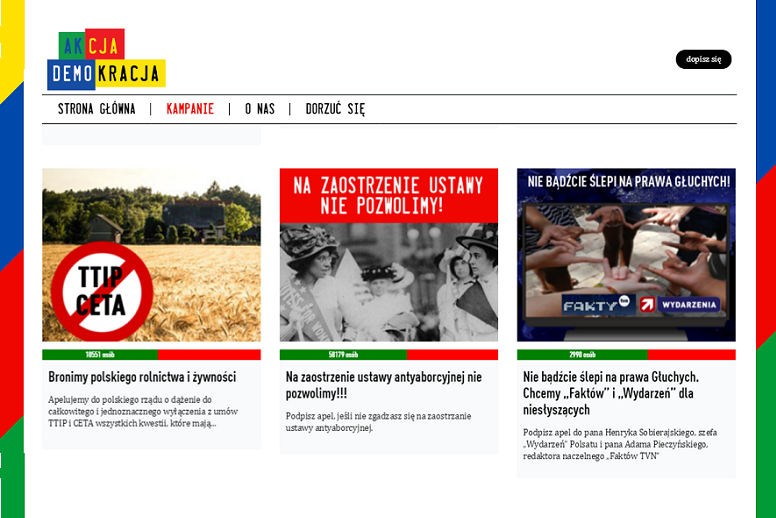 AKCJA
DEMOKRACJA
dopisz się
STRONA GŁÓWNA | KAMPANIE | O NAS | DORZUĆ SIĘ
TTIP
CETA
10551 osób
Bronimy polskiego rolnictwa i żywności
Apelujemy do polskiego rządu o dążenie do
całkowitego i jednoznacznego wyłączenia z umów
TTIP i CETA wszystkich kwestii, które mają...
NA ZAOSTRZENIE USTAWY
NIE POZWOLIMY!
50179 osób
Na zaostrzenie ustawy antyaborcyjnej nie
pozwolimy!!!
Podpisz apel, jeśli nie zgadzasz się na zaostrzanie
ustawy antyaborcyjnej.
NIE BĄDŹCIE ŚLEPI NA PRAWA GŁUCHYCH!
FAKTY tvn
WYDARZENIA
2990 osób
Nie bądźcie ślepi na prawa Głuchych.
Chcemy „Faktów” i „Wydarzeń” dla
niesłyszących
Podpisz apel do pana Henryka Sobierajskiego, szefa
„Wydarzeń” Polsatu i pana Adama Pieczyńskiego,
redaktora naczelnego „Faktów TVN”